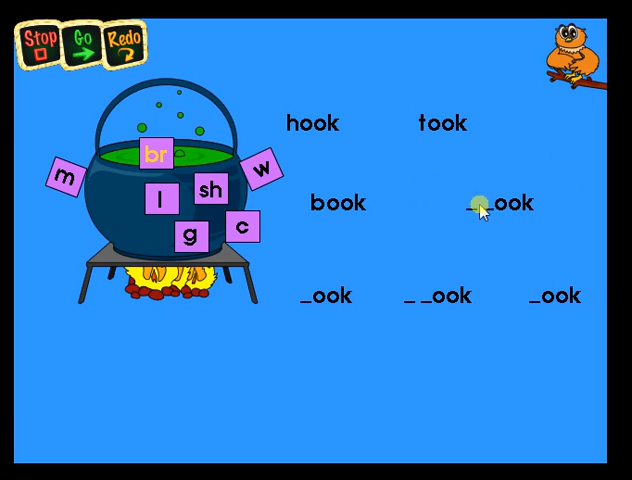 Stop Go Redo
hook took
br
m w
l sh
book _ _ook
g c
_ook _ _ook _ook